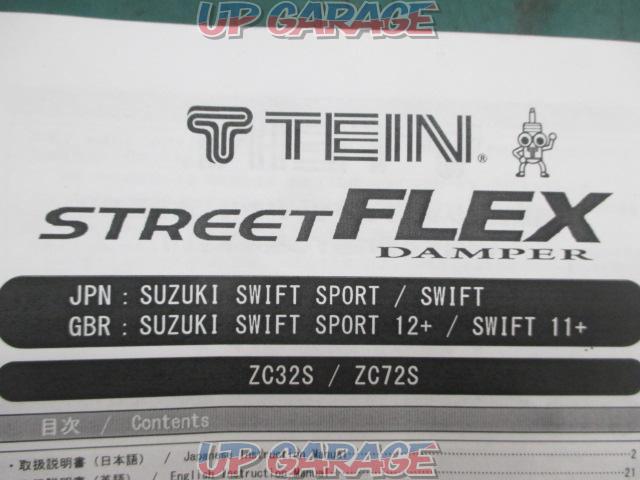 UP GARAGE
TEIN®
STREET FLEX
DAMPER
JPN : SUZUKI SWIFT SPORT / SWIFT
GBR : SUZUKI SWIFT SPORT 12+ / SWIFT 11+
ZC32S / ZC72S
目次 / Contents
・取扱説明書(日本語) / Japanese Instruction Manual 2
取扱説明書(英語) / English Instruction Manual 21
UP GARAGE